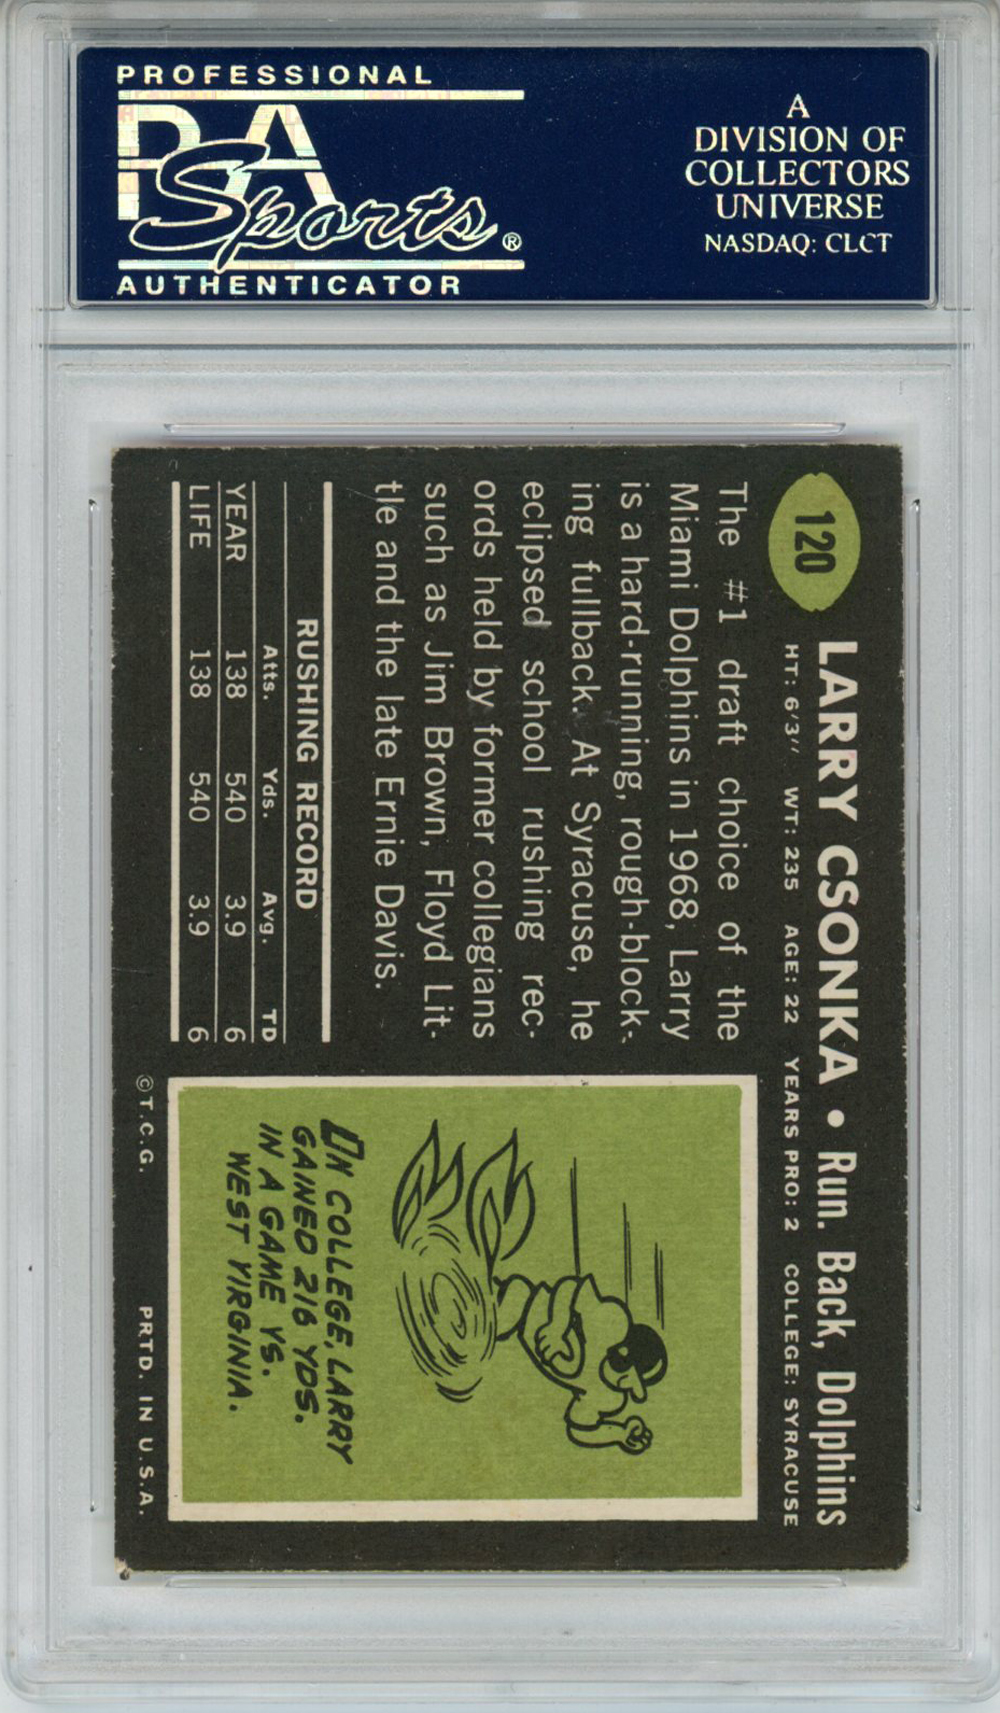 PROFESSIONAL
PSA
Sports®
AUTHENTICATOR
A
DIVISION OF
COLLECTORS
UNIVERSE
NASDAQ: CLCT
120
LARRY CSONKA • Run. Back, Dolphins
HT: 6'3" WT: 235 AGE: 22 YEARS PRO: 2 COLLEGE: SYRACUSE
The #1 draft choice of the
Miami Dolphins in 1968, Larry
is a hard-running, rough-block-
ing fullback. At Syracuse, he
eclipsed school rushing rec-
ords held by former collegians
such as Jim Brown, Floyd Lit-
tle and the late Ernie Davis.
RUSHING RECORD
Atts. Yds. Avg. TD
YEAR 138 540 3.9 6
LIFE 138 540 3.9 6
IN COLLEGE, LARRY
GAINED 216 YDS.
IN A GAME VS.
WEST VIRGINIA.
©T.C.G. PRTD. IN U.S.A.